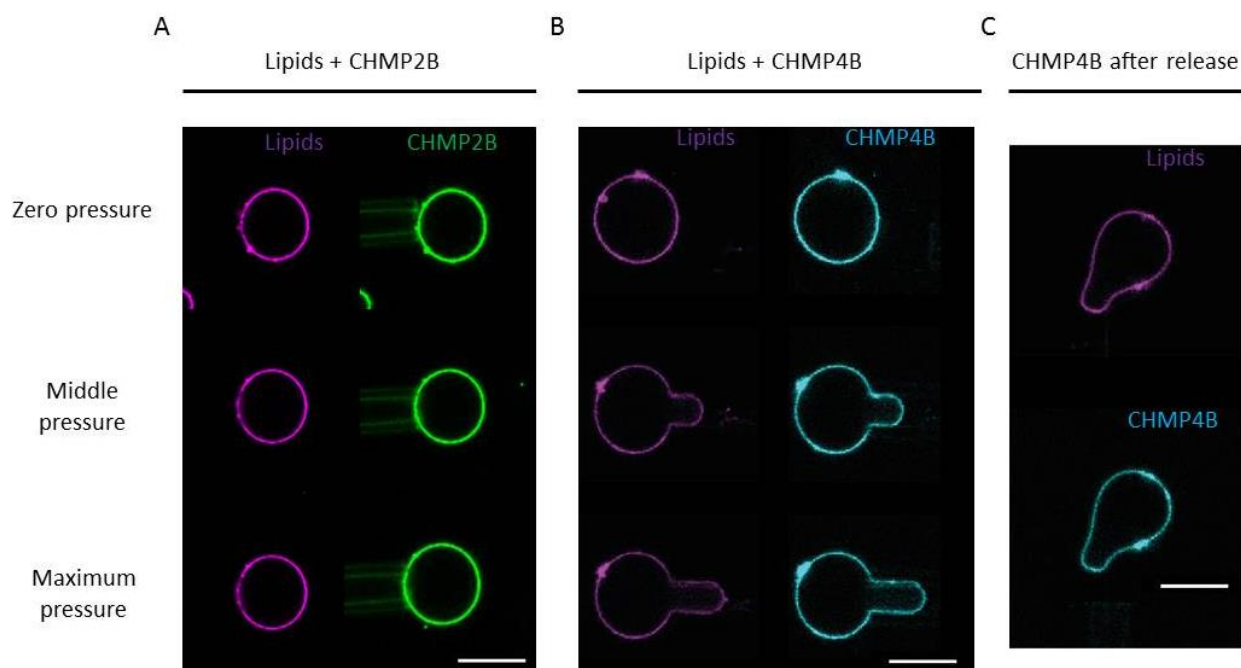 A
B
C
Lipids + CHMP2B
Lipids + CHMP4B
CHMP4B after release
Lipids
CHMP2B
Lipids
CHMP4B
Lipids
Zero pressure
Middle
pressure
CHMP4B
Maximum
pressure